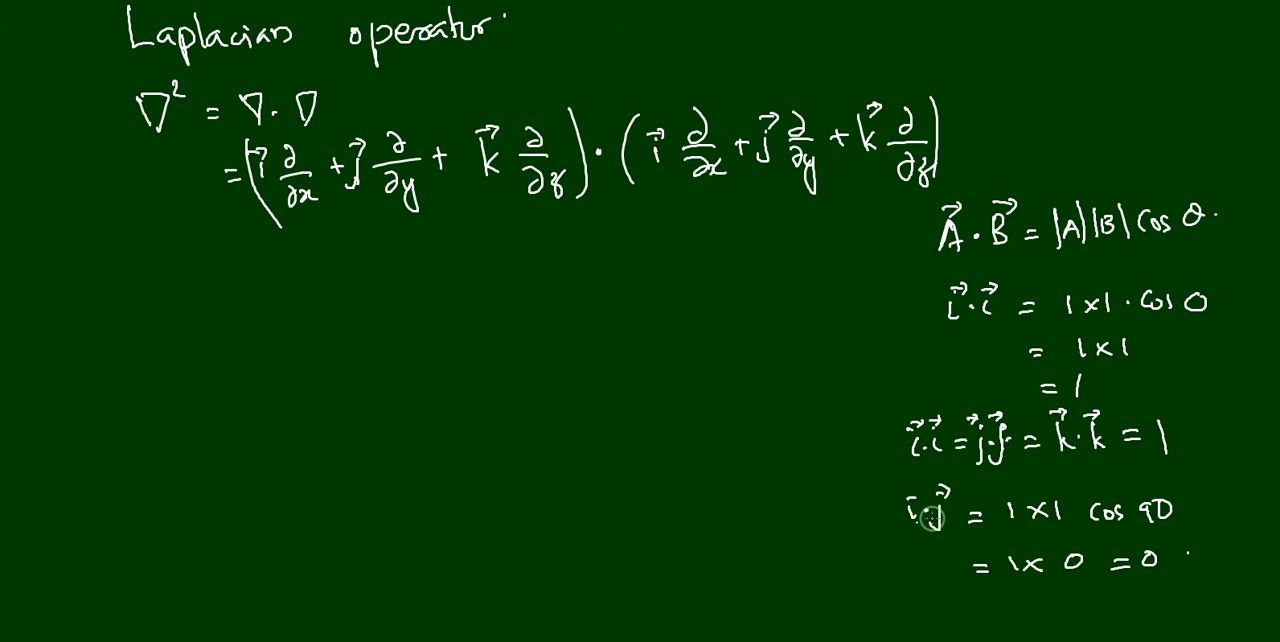 Laplacian operator.
∇² = ∇ . ∇
= (i⃗ ∂/∂x + j⃗ ∂/∂y + k⃗ ∂/∂z) . (i⃗ ∂/∂x + j⃗ ∂/∂y + k⃗ ∂/∂z)
A⃗ . B⃗ = |A| |B| Cos θ.
i⃗ . i⃗ = 1 x 1 . Cos 0
= 1 x 1
= 1
i⃗ . i⃗ = j⃗ . j⃗ = k⃗ . k⃗ = 1
i⃗ . j⃗ = 1 x 1 Cos 90
= 1 x 0 = 0 .